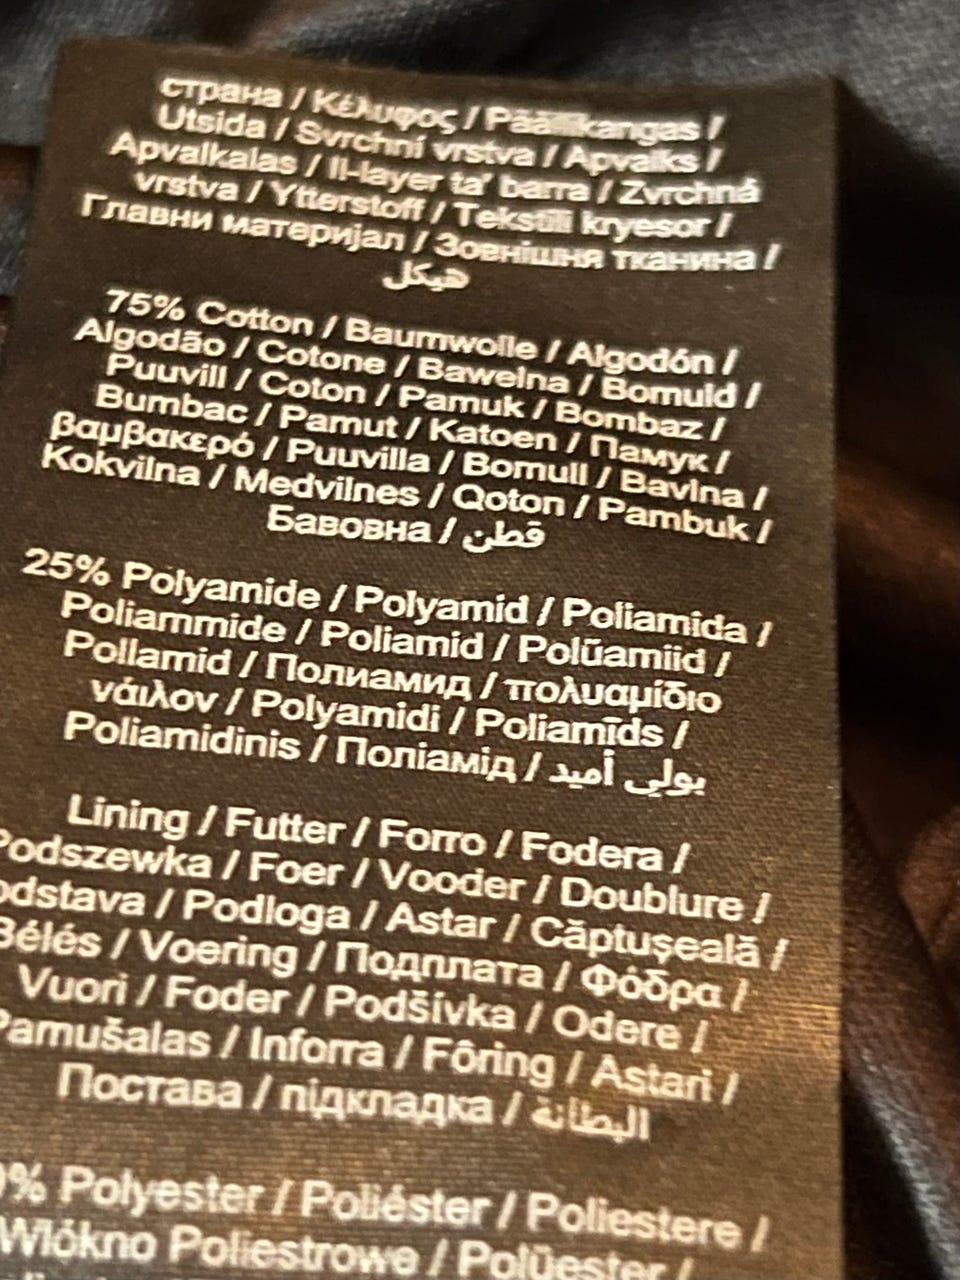 страна / Κέλυφος / Päällikangas /
Utsida / Svrchní vrstva / Apvalks /
Apvalkalas / Il-layer ta' barra / Zvrchná
vrstva / Ytterstoff / Tekstili kryesor /
Главни материјал / Зовнішня тканина /
هيكل
75% Cotton / Baumwolle / Algodón /
Algodão / Cotone / Bawelna / Bomuld /
Puuvill / Coton / Pamuk / Bombaz /
Bumbac / Pamut / Katoen / Памук /
βαμβακερό / Puuvilla / Bomull / Bavlna /
Kokvilna / Medvilnes / Qoton / Pambuk /
Бавовна / قطن
25% Polyamide / Polyamid / Poliamida /
Poliammide / Poliamid / Polüamiid /
Pollamid / Полиамид / πολυαμίδιο
νάιλον / Polyamidi / Poliamīds /
Poliamidinis / Поліамід / بولي أميد
Lining / Futter / Forro / Fodera /
Podszewka / Foer / Vooder / Doublure /
odstava / Podloga / Astar / Căptușeală /
Bélés / Voering / Подплата / Φόδρα /
Vuori / Foder / Podšívka / Odere /
Pamušalas / Inforra / Fôring / Astari /
Постава / підкладка / البطانة
% Polyester / Poliéster / Poliestere /
Wlókno Poliestrowe / Polüester /